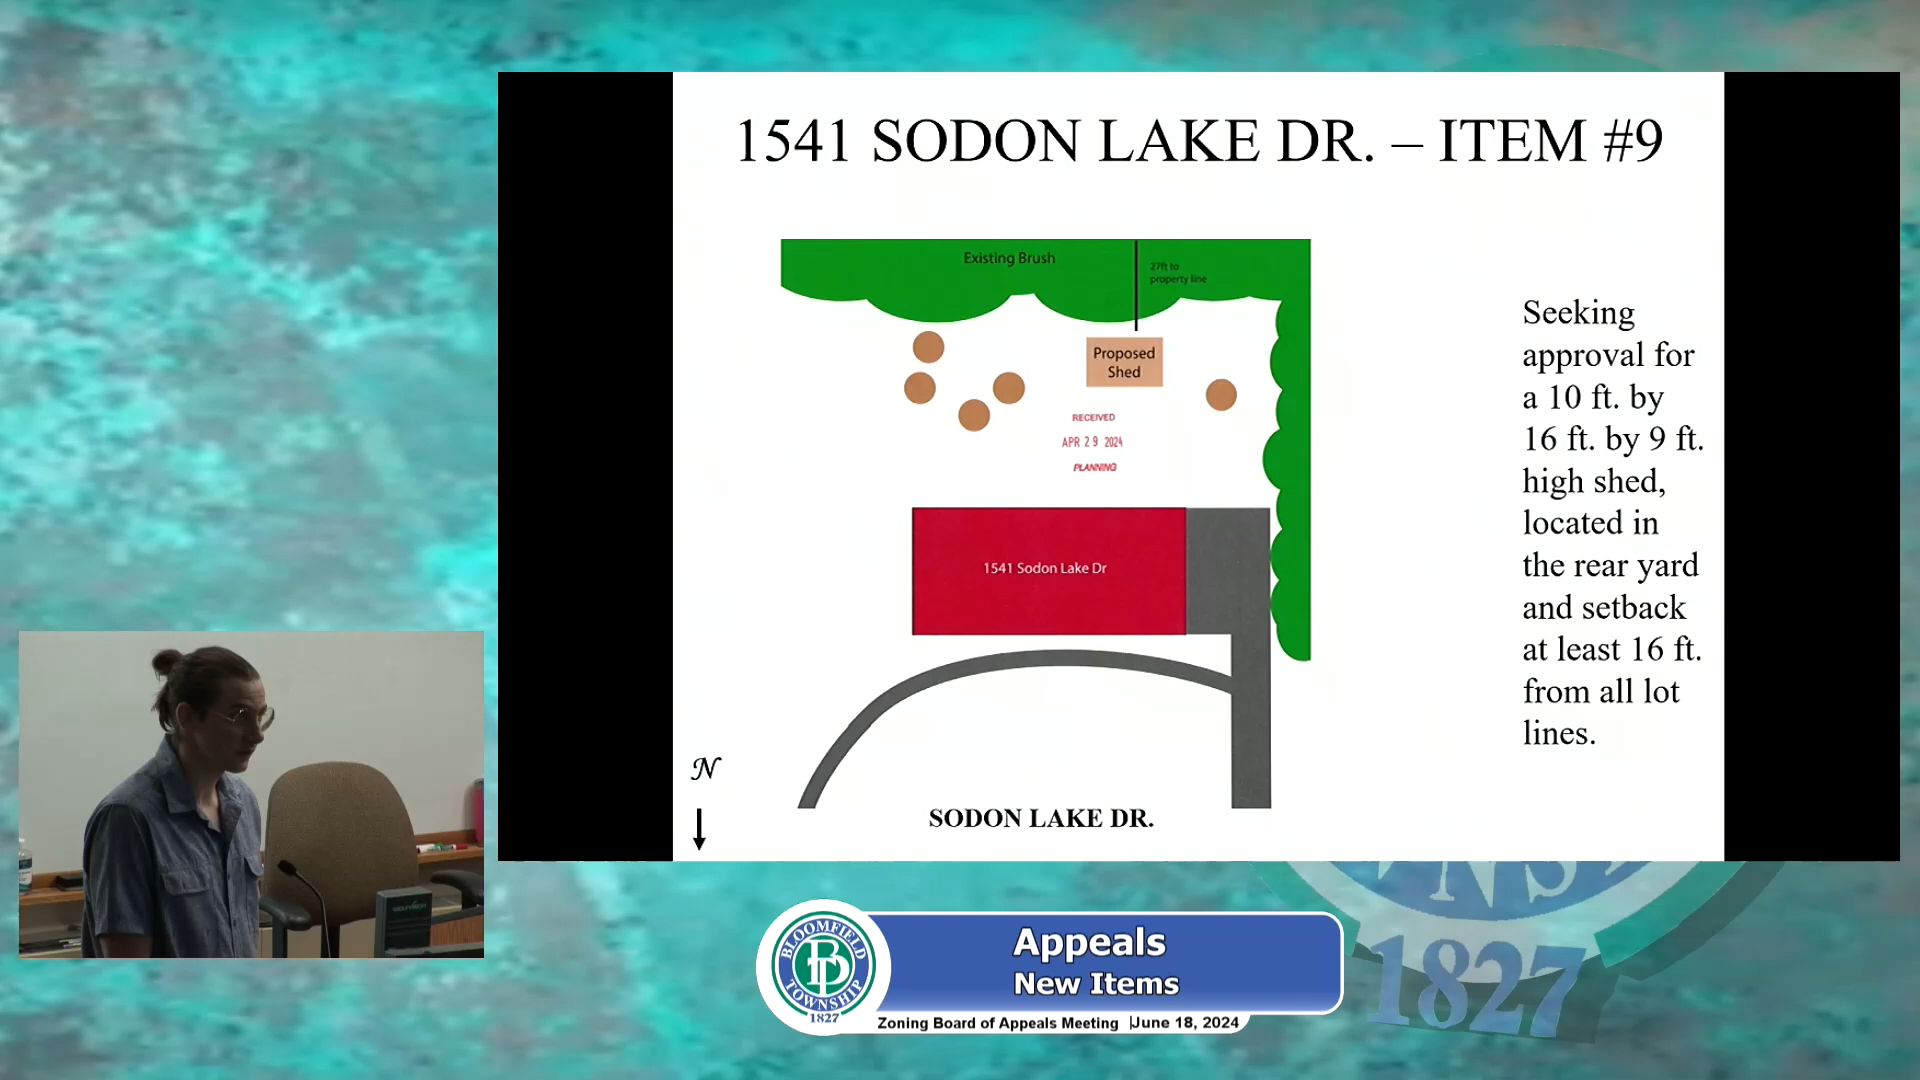 1541 SODON LAKE DR. – ITEM #9
Existing Brush
27ft to
property line
Proposed
Shed
RECEIVED
APR 29 2024
PLANNING
1541 Sodon Lake Dr
N
SODON LAKE DR.
Seeking
approval for
a 10 ft. by
16 ft. by 9 ft.
high shed,
located in
the rear yard
and setback
at least 16 ft.
from all lot
lines.
BLOOMFIELD
TOWNSHIP
1827
Appeals
New Items
Zoning Board of Appeals Meeting |June 18, 2024
1827